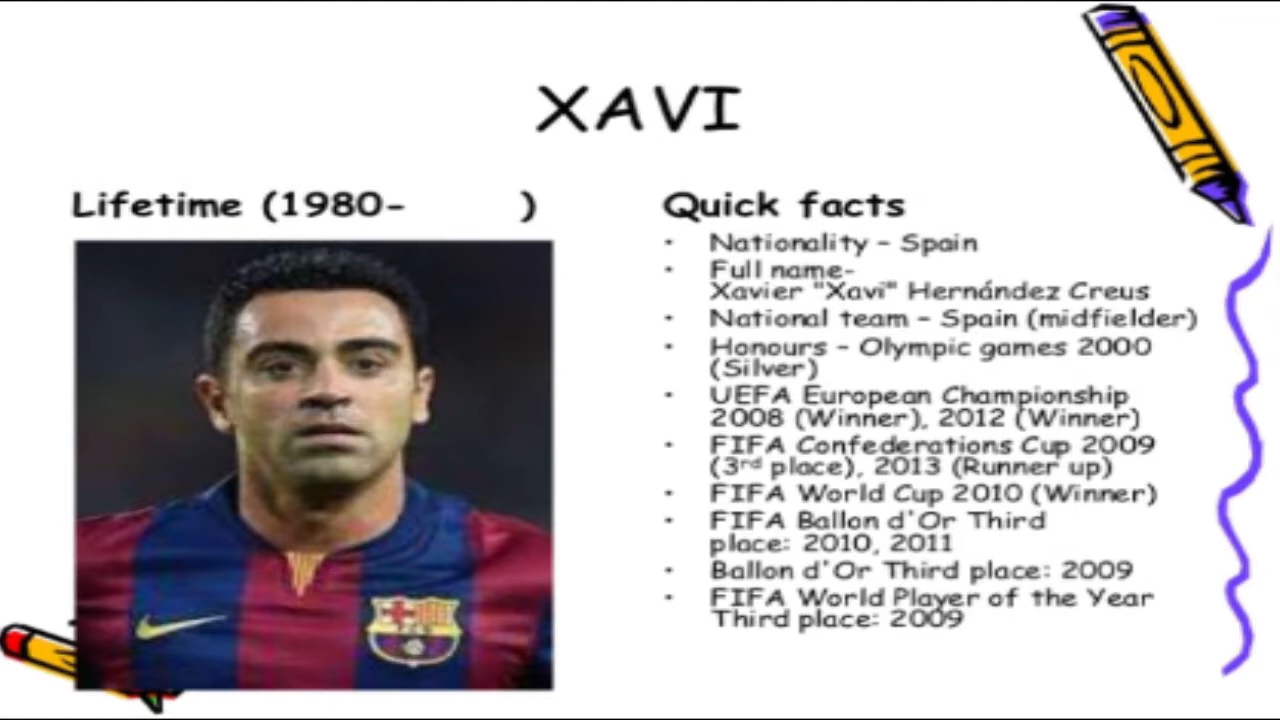 XAVI
Lifetime (1980-          )
Quick facts
• Nationality – Spain
• Full name-
Xavier "Xavi" Hernández Creus
• National team – Spain (midfielder)
• Honours – Olympic games 2000
(Silver)
• UEFA European Championship
2008 (Winner), 2012 (Winner)
• FIFA Confederations Cup 2009
(3rd place), 2013 (Runner up)
• FIFA World Cup 2010 (Winner)
• FIFA Ballon d'Or Third
place: 2010, 2011
• Ballon d'Or Third place: 2009
• FIFA World Player of the Year
Third place: 2009